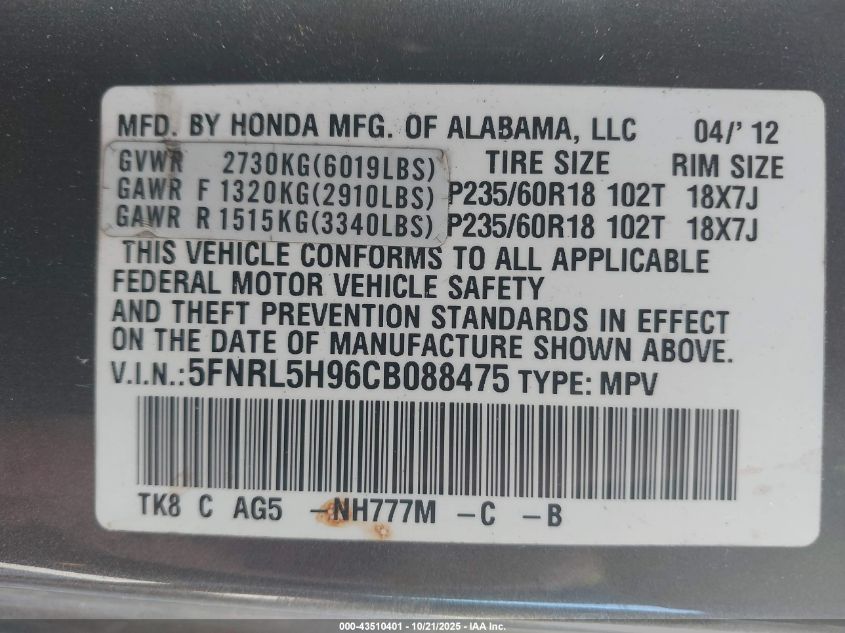 MFD. BY HONDA MFG. OF ALABAMA, LLC 04/' 12
GVWR 2730KG(6019LBS) TIRE SIZE RIM SIZE
GAWR F 1320KG(2910LBS) P235/60R18 102T 18X7J
GAWR R 1515KG(3340LBS) P235/60R18 102T 18X7J
THIS VEHICLE CONFORMS TO ALL APPLICABLE
FEDERAL MOTOR VEHICLE SAFETY
AND THEFT PREVENTION STANDARDS IN EFFECT
ON THE DATE OF MANUFACTURE SHOWN ABOVE.
V.I.N.:5FNRL5H96CB088475 TYPE: MPV
TK8 C AG5 -NH777M -C -B
000-43510401 - 10/21/2025 - IAA Inc.